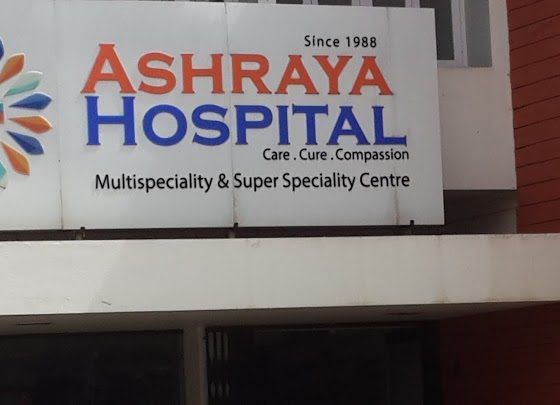 Since 1988
ASHRAYA
HOSPITAL
Care . Cure . Compassion
Multispeciality & Super Speciality Centre